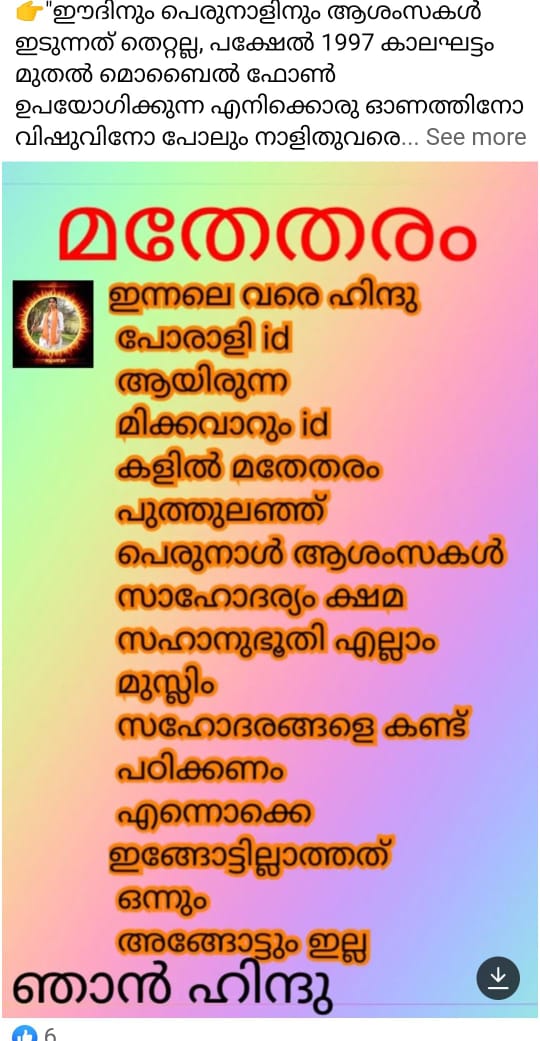 👉"ഈദിനും പെരുനാളിനും ആശംസകൾ
ഇടുന്നത് തെറ്റല്ല, പക്ഷേൽ 1997 കാലഘട്ടം
മുതൽ മൊബൈൽ ഫോൺ
ഉപയോഗിക്കുന്ന എനിക്കൊരു ഓണത്തിനോ
വിഷുവിനോ പോലും നാളിതുവരെ... See more
മതേതരം
ഇന്നലെ വരെ ഹിന്ദു
പോരാളി id
ആയിരുന്ന
മിക്കവാറും id
കളിൽ മതേതരം
പുത്തുലഞ്ഞ്
പെരുനാൾ ആശംസകൾ
സാഹോദര്യം ക്ഷമ
സഹാനുഭൂതി എല്ലാം
മുസ്ലിം
സഹോദരങ്ങളെ കണ്ട്
പഠിക്കണം
എന്നൊക്കെ
ഇങ്ങോട്ടില്ലാത്തത്
ഒന്നും
അങ്ങോട്ടും ഇല്ല
ഞാൻ ഹിന്ദു
6